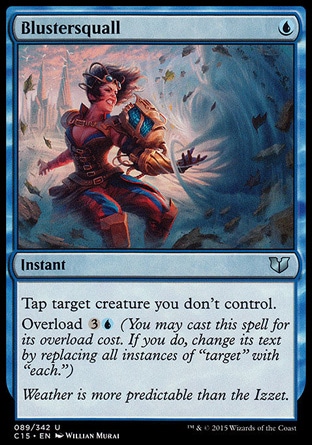 Blustersquall
Instant
Tap target creature you don't control.
Overload 3 (You may cast this spell for
its overload cost. If you do, change its text
by replacing all instances of "target" with
"each.")
Weather is more predictable than the Izzet.
089/342 U
C15 • EN Willian Murai
™ & © 2015 Wizards of the Coast